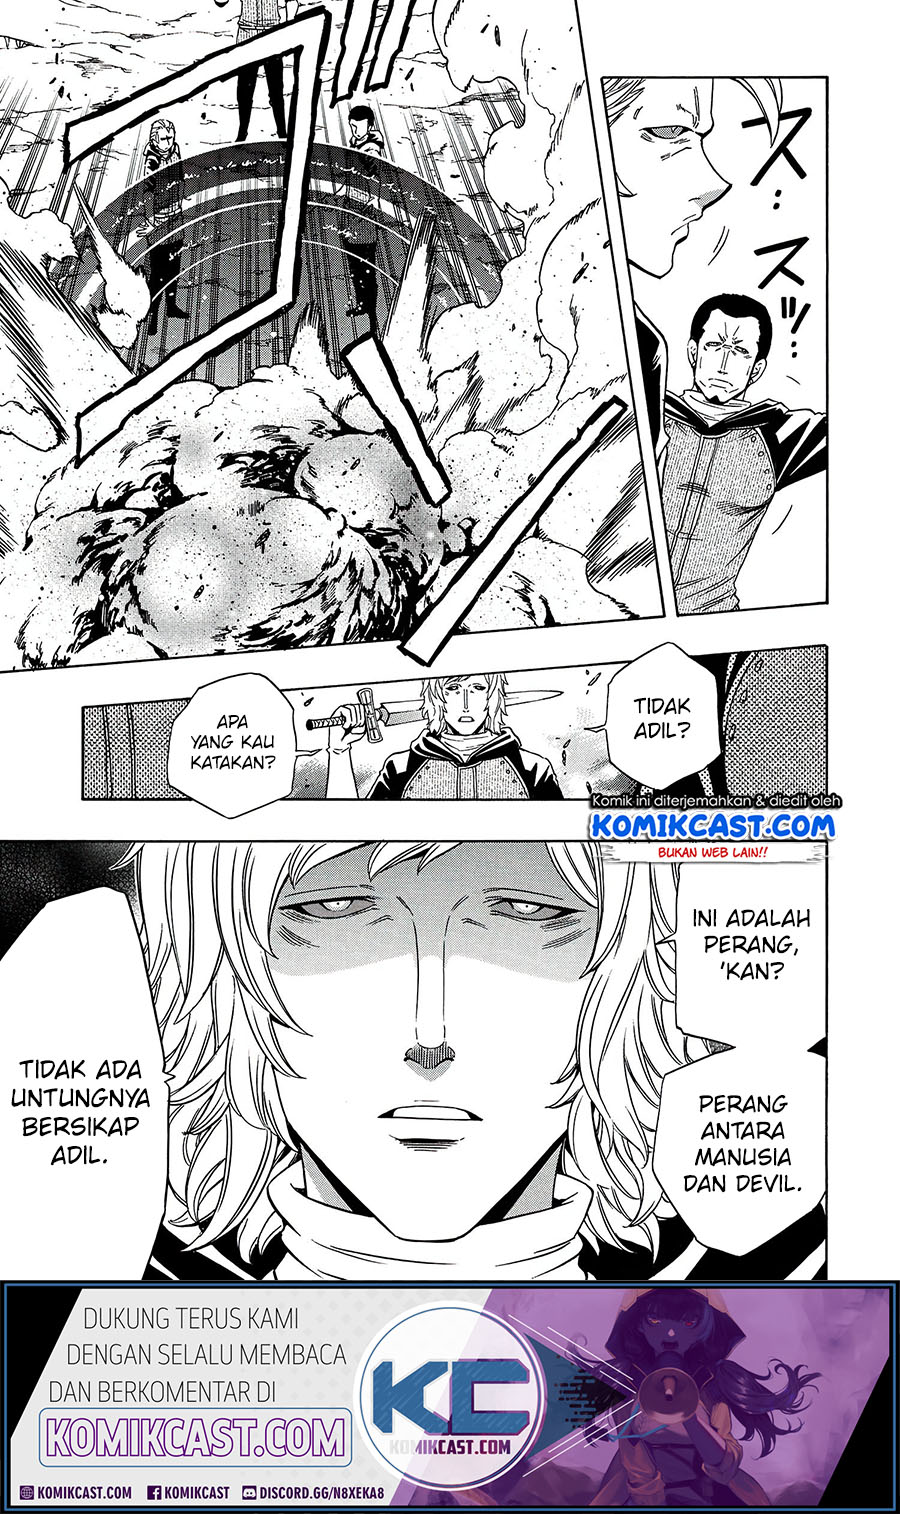 ス…
スッ…
TIDAK
ADIL?
APA
YANG KAU
KATAKAN?
Komik ini diterjemahkan & diedit oleh
KOMIKCAST.COM
BUKAN WEB LAIN!!
INI ADALAH
PERANG,
'KAN?
PERANG
ANTARA
MANUSIA
DAN DEVIL.
TIDAK ADA
UNTUNGNYA
BERSIKAP
ADIL.
DUKUNG TERUS KAMI
DENGAN SELALU MEMBACA
DAN BERKOMENTAR DI
KOMIKCAST.COM
KC
KOMIKCAST.COM
KOMIKCAST.COM KOMIKCAST DISCORD.GG/N8XEKA8